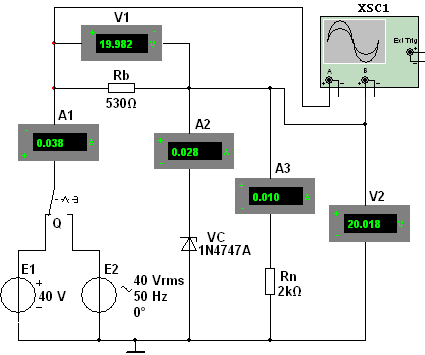 XSC1
V1
Ext Trig
+
19.982
A B
Rb
530Ω
A1
A2
0.038 A
0.028
A3
0.010
V2
20.018
Q
VC
1N4747A
E1
40 V
E2
40 Vrms
50 Hz
0°
Rn
2kΩ